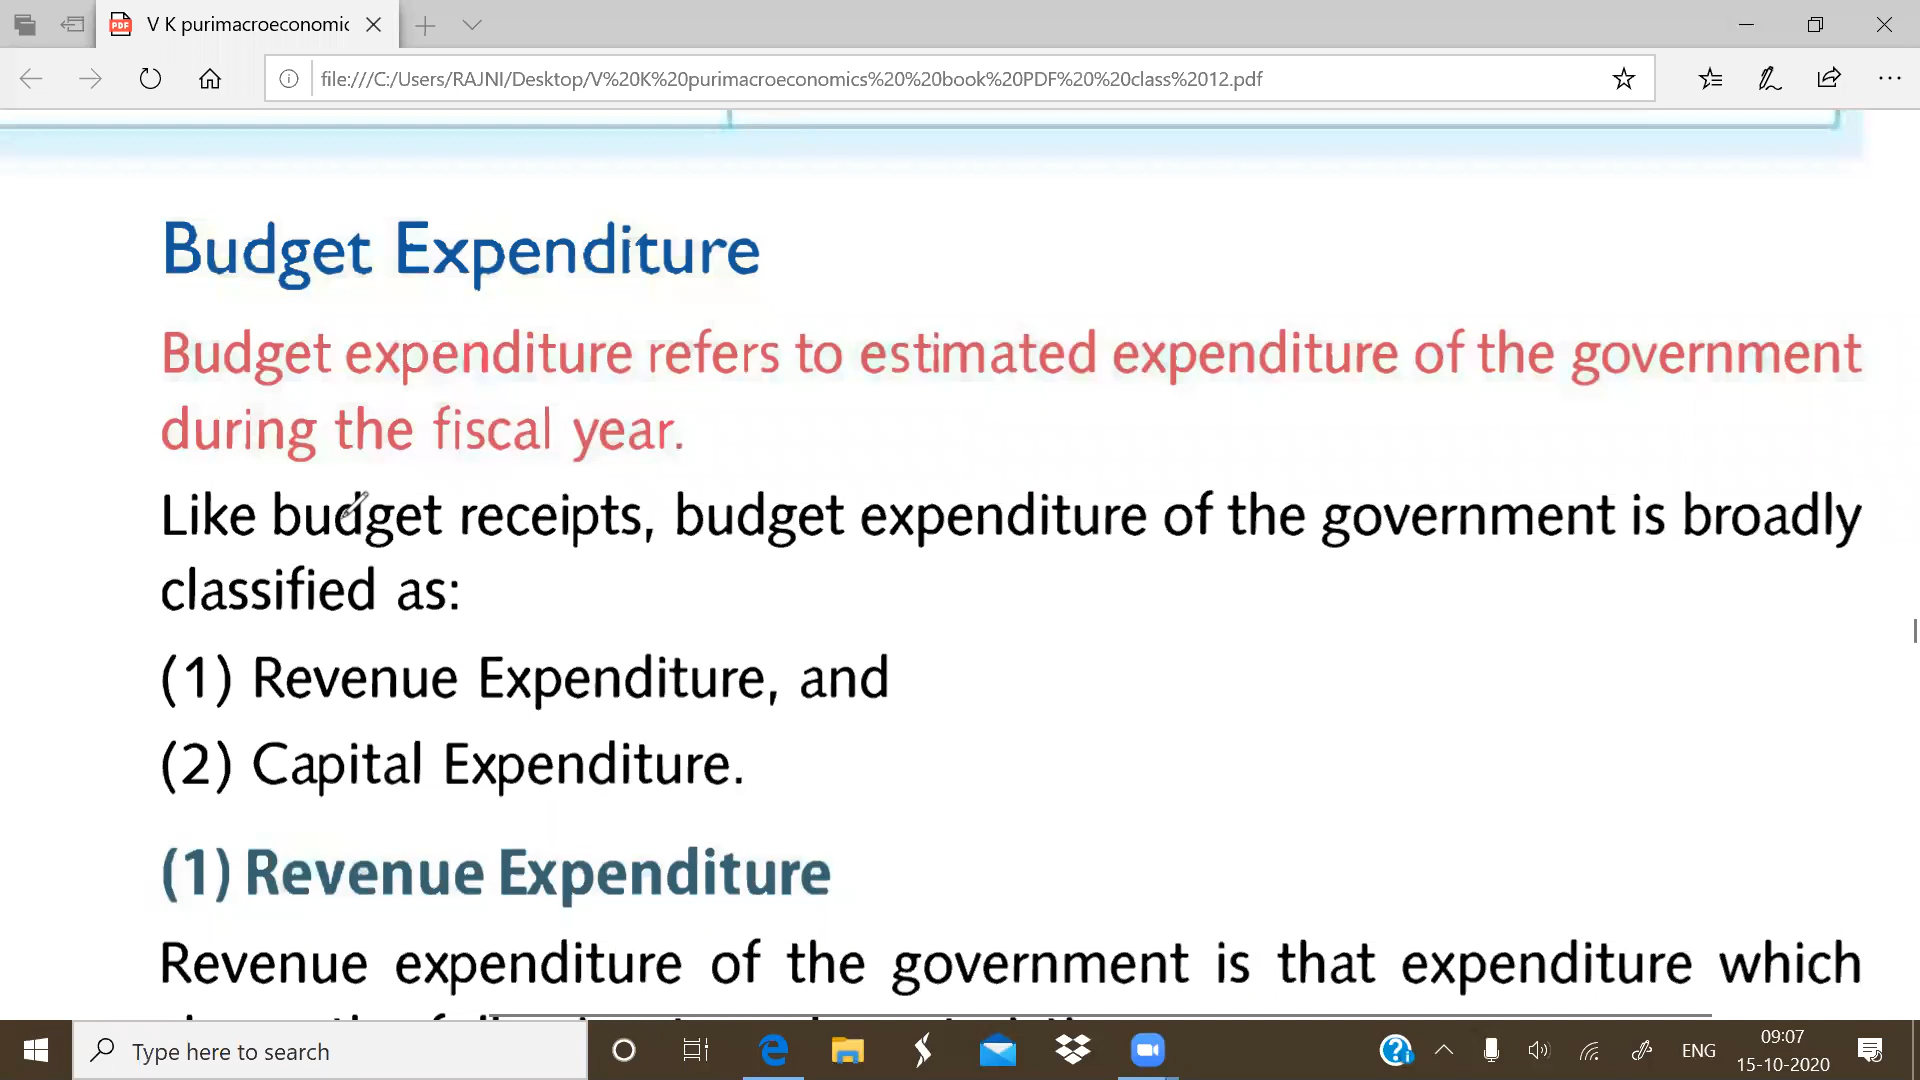 V K purimacroeconomic
file:///C:/Users/RAJNI/Desktop/V%20K%20purimacroeconomics%20%20book%20PDF%20%20class%2012.pdf
Budget Expenditure
Budget expenditure refers to estimated expenditure of the government
during the fiscal year.
Like budget receipts, budget expenditure of the government is broadly
classified as:
(1) Revenue Expenditure, and
(2) Capital Expenditure.
(1) Revenue Expenditure
Revenue expenditure of the government is that expenditure which
Type here to search
ENG
09:07
15-10-2020